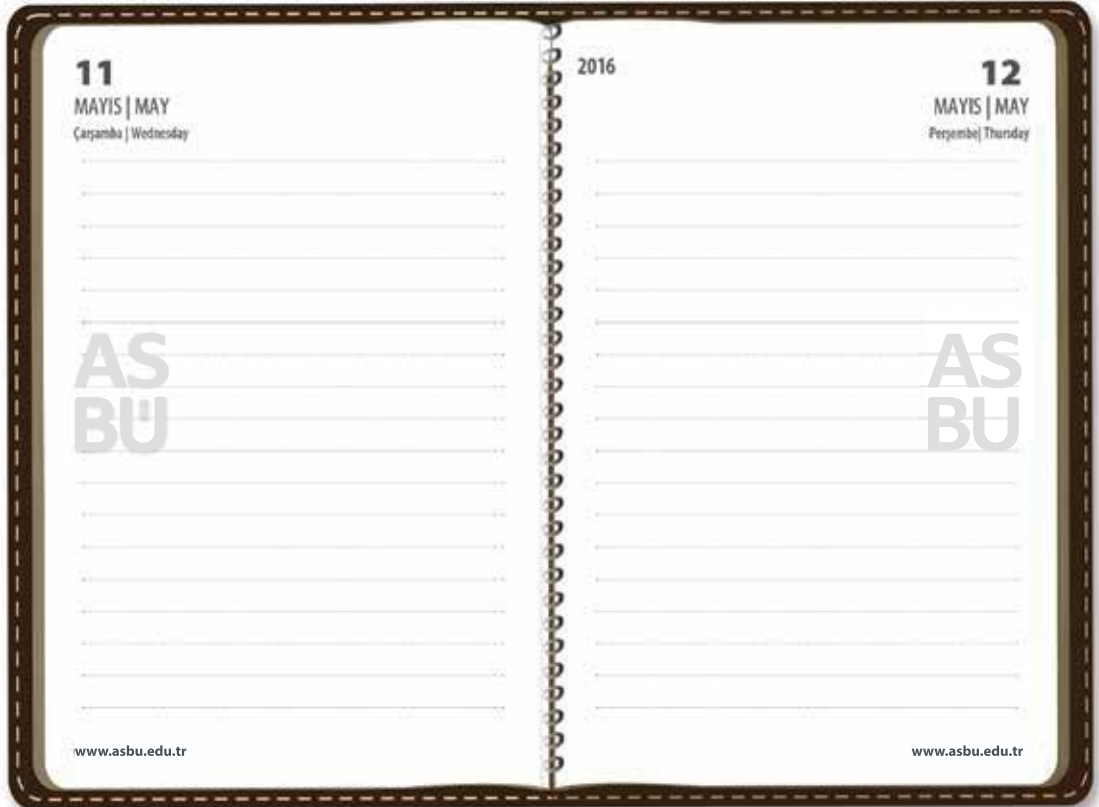 11
MAYIS | MAY
Çarşamba | Wednesday
AS
BÜ
www.asbu.edu.tr
2016
12
MAYIS | MAY
Perşembe| Thursday
AS
BU
www.asbu.edu.tr